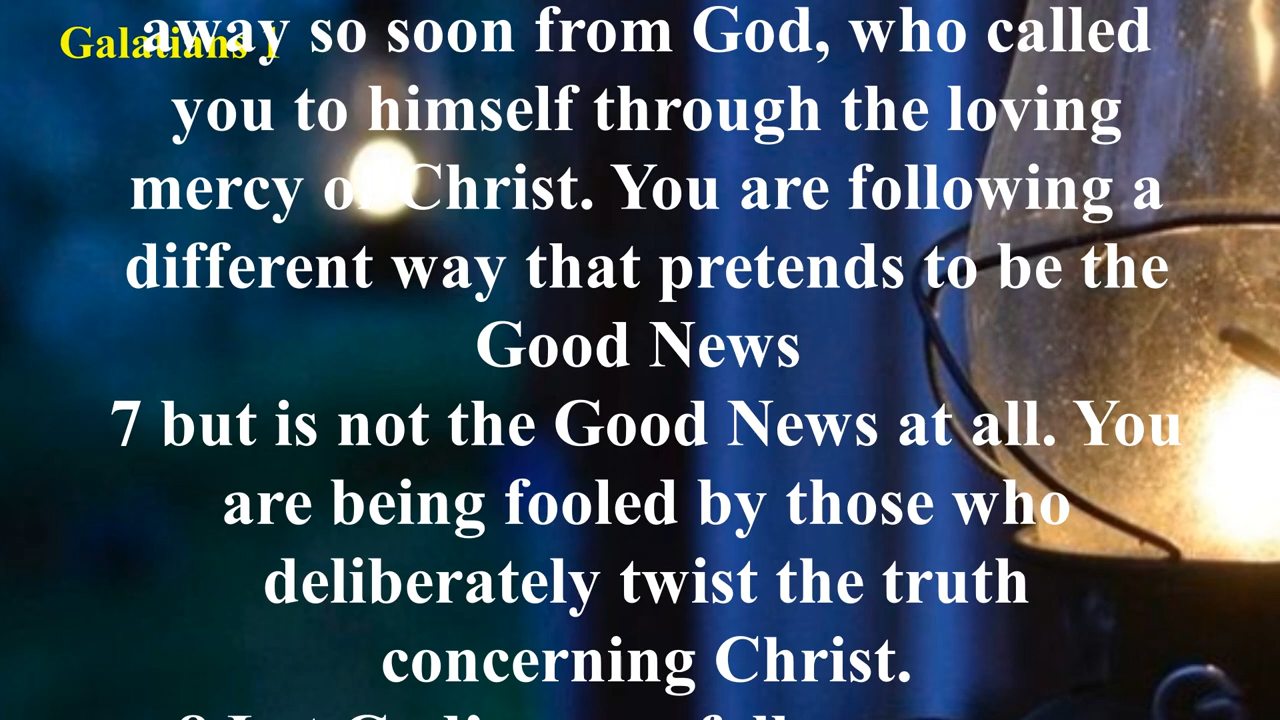 Galatians 1
away so soon from God, who called
you to himself through the loving
mercy of Christ. You are following a
different way that pretends to be the
Good News
7 but is not the Good News at all. You
are being fooled by those who
deliberately twist the truth
concerning Christ.